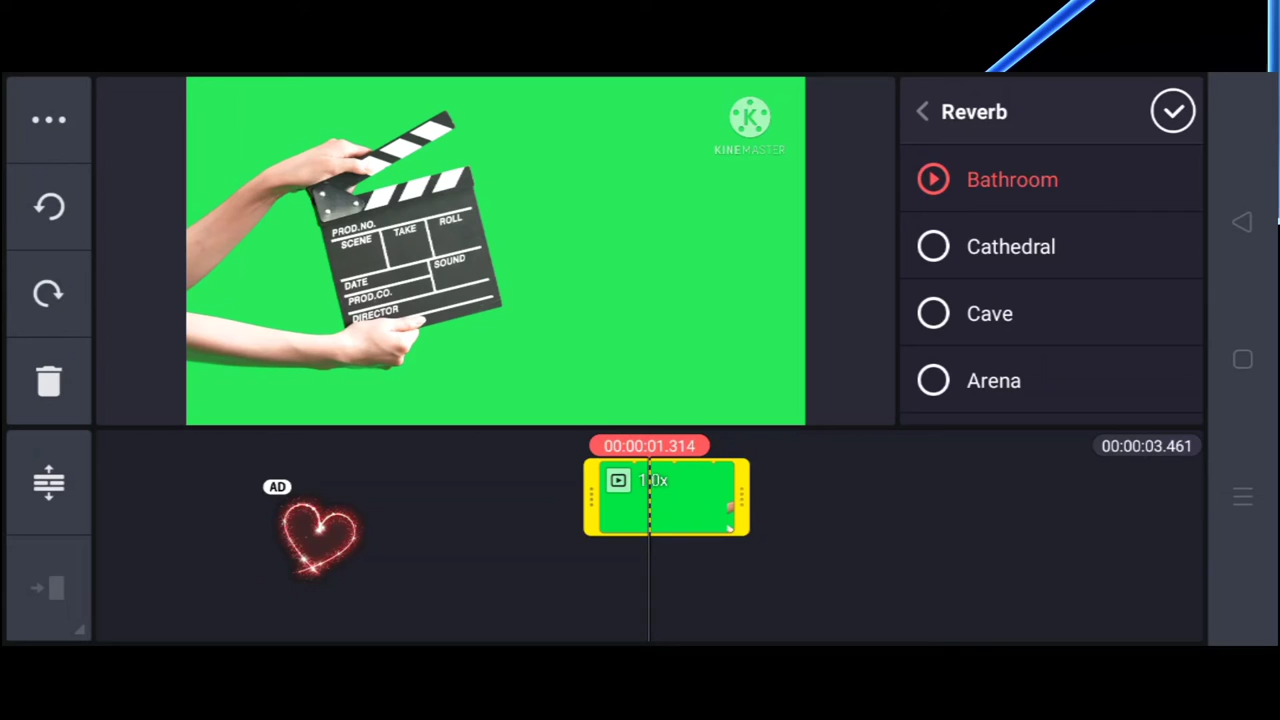 Reverb
KINEMASTER
Bathroom
Cathedral
Cave
Arena
PROD.NO.
SCENE
TAKE
ROLL
SOUND
DATE
PROD.CO.
DIRECTOR
00:00:01.314
00:00:03.461
AD
1.0x